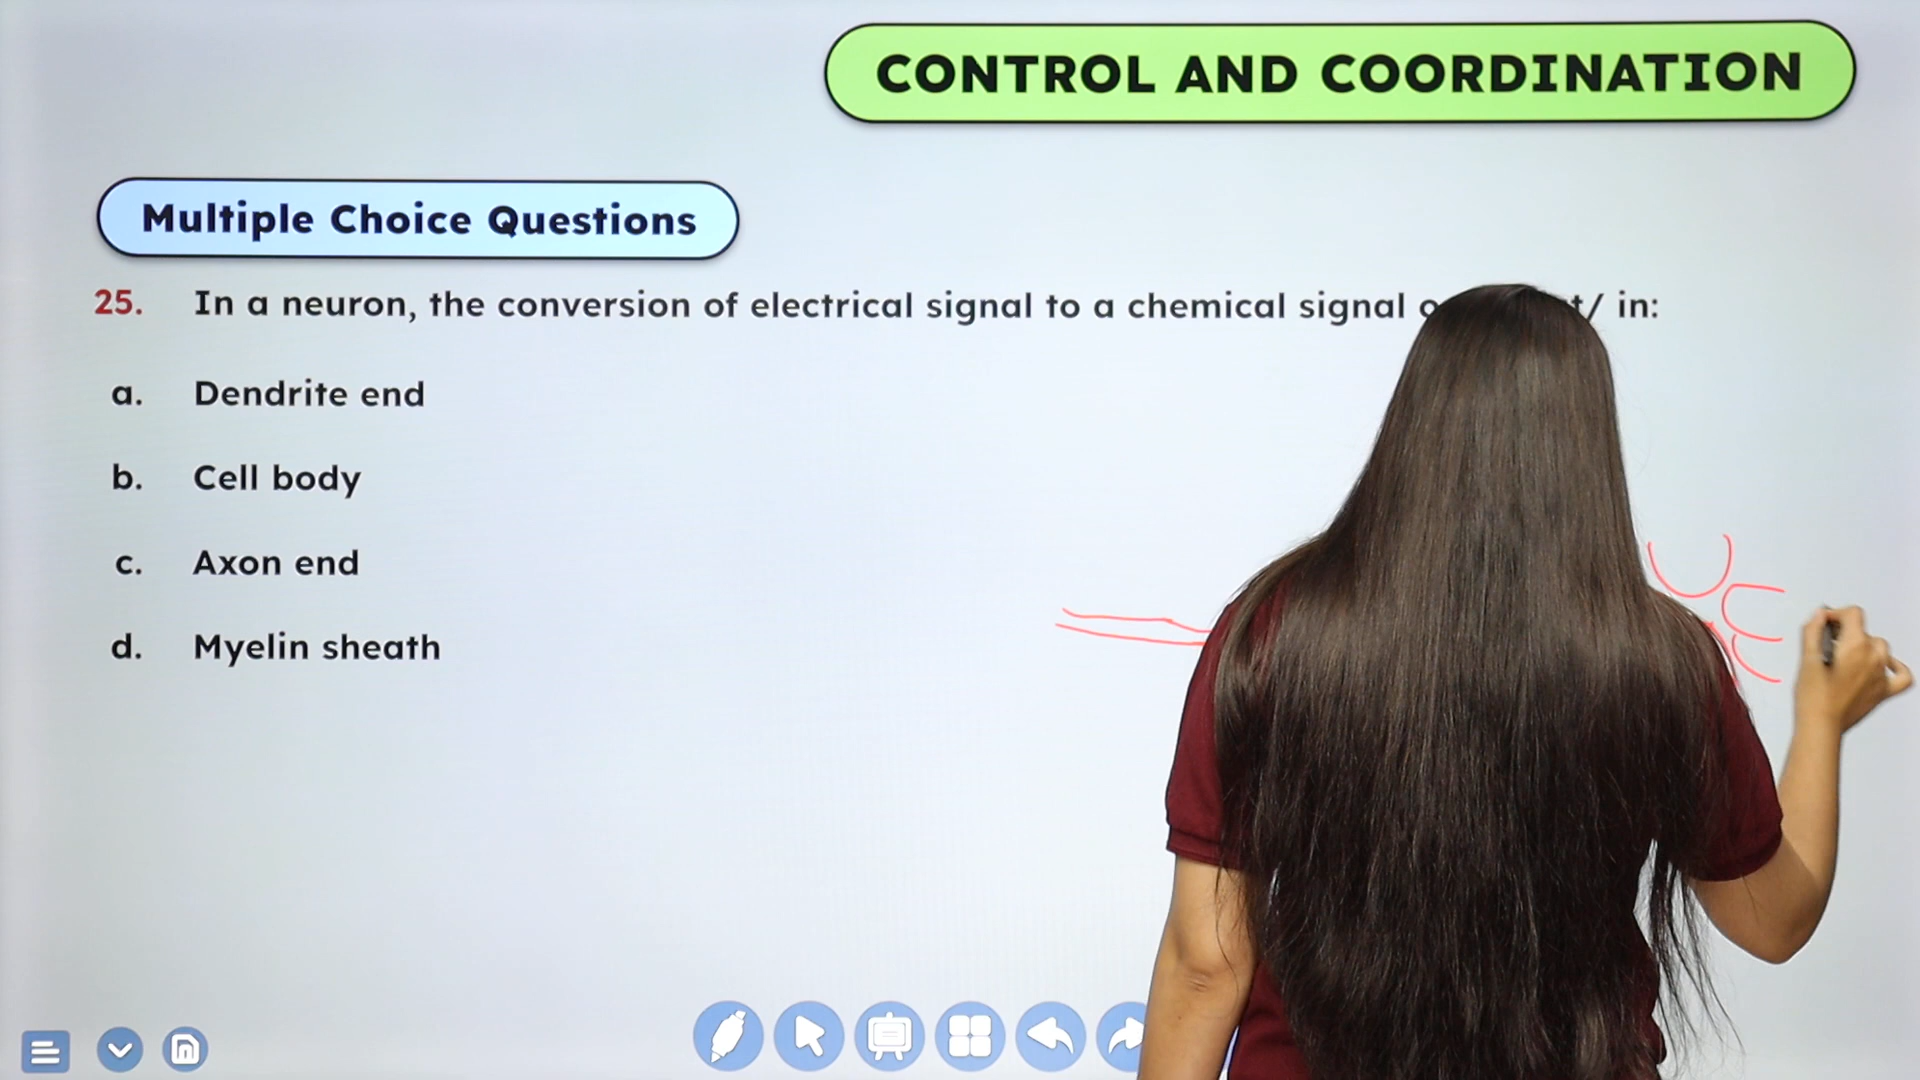 CONTROL AND COORDINATION
Multiple Choice Questions
25. In a neuron, the conversion of electrical signal to a chemical signal / in:
a. Dendrite end
b. Cell body
c. Axon end
d. Myelin sheath